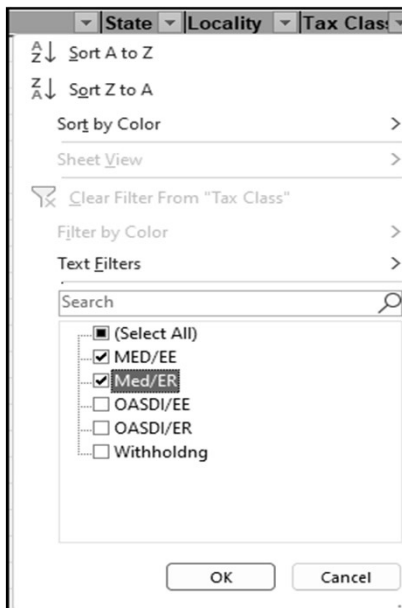 State Locality Tax Class
Sort A to Z
Sort Z to A
Sort by Color
Sheet View
Clear Filter From "Tax Class"
Filter by Color
Text Filters
Search
(Select All)
MED/EE
Med/ER
OASDI/EE
OASDI/ER
Withholdng
OK Cancel